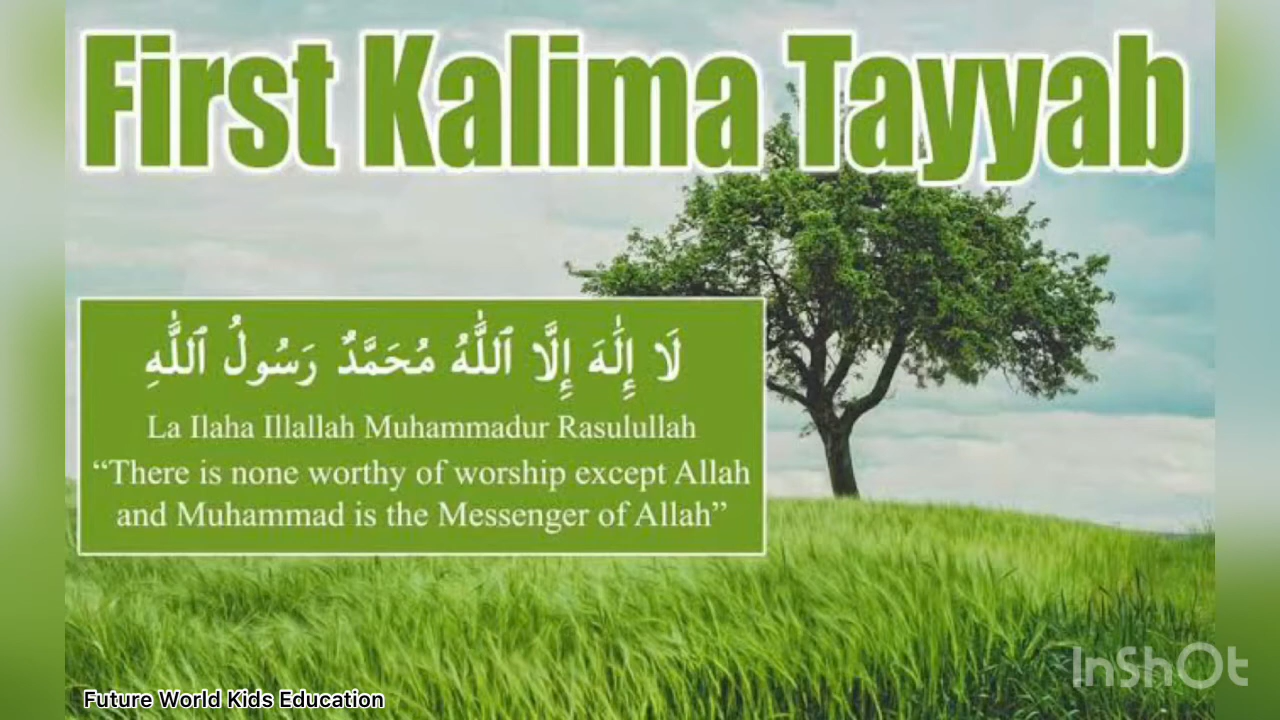 First Kalima Tayyab
لَا إِلَٰهَ إِلَّا ٱللَّٰهُ مُحَمَّدٌ رَسُولُ ٱللَّٰهِ
La Ilaha Illallah Muhammadur Rasulullah
“There is none worthy of worship except Allah
and Muhammad is the Messenger of Allah”
InShOt
Future World Kids Education